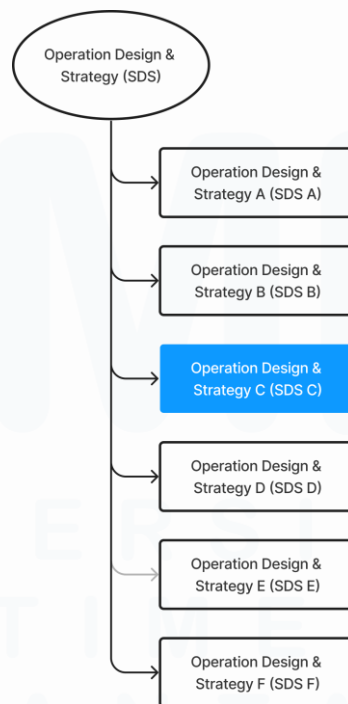 Operation Design &
Strategy (SDS)
Operation Design &
Strategy A (SDS A)
Operation Design &
Strategy B (SDS B)
Operation Design &
Strategy C (SDS C)
Operation Design &
Strategy D (SDS D)
Operation Design &
Strategy E (SDS E)
Operation Design &
Strategy F (SDS F)